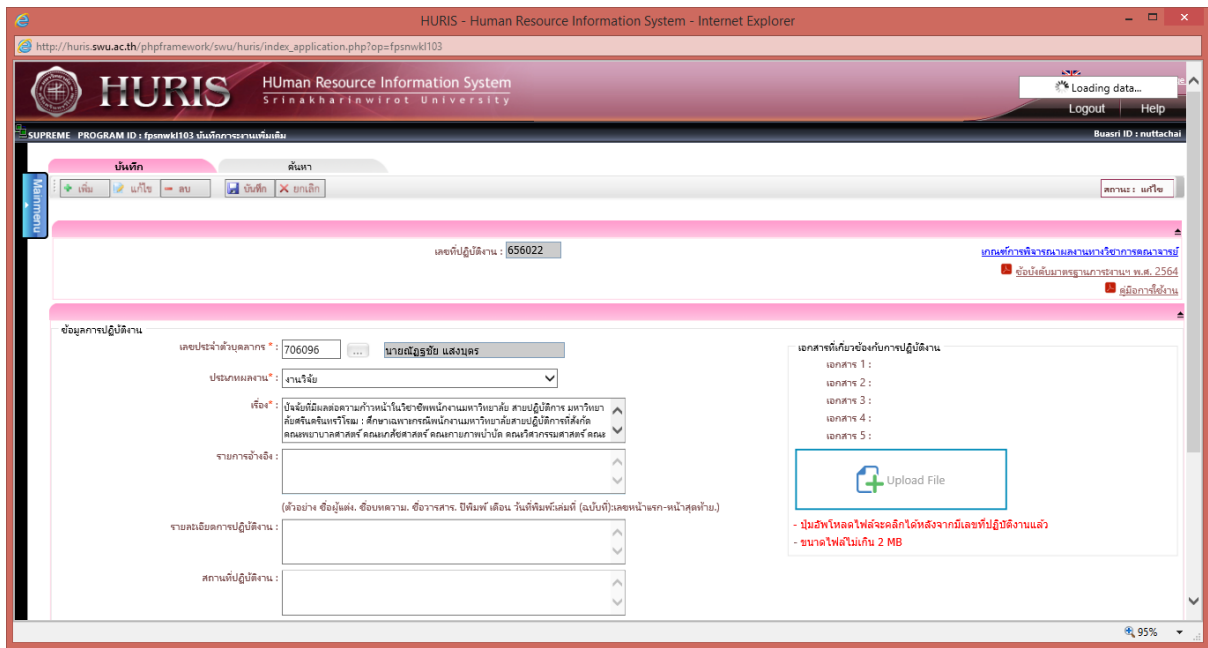 HURIS - Human Resource Information System - Internet Explorer
http://huris.swu.ac.th/phpframework/swu/huris/index_application.php?op=fpsnwkl103
HURIS
HUman Resource Information System
Srinakharinwirot University
Loading data...
Logout
Help
SUPREME PROGRAM ID : fpsnwkl103 บันทึกภาระงานเพิ่มเติม
Buasri ID : nuttachai
บันทึก
ค้นหา
Mainmenu
เพิ่ม
แก้ไข
ลบ
บันทึก
ยกเลิก
สถานะ : แก้ไข
เลขที่ปฏิบัติงาน : 656022
เกณฑ์การพิจารณาผลงานทางวิชาการคณาจารย์
ข้อบังคับมาตรฐานภาระงานฯ พ.ศ. 2564
คู่มือการใช้งาน
ข้อมูลการปฏิบัติงาน
เลขประจำตัวบุคลากร * : 706096 ... นายณัฏฐชัย แสงบุตร
ประเภทผลงาน* : งานวิจัย
เรื่อง* : ปัจจัยที่มีผลต่อความก้าวหน้าในวิชาชีพพนักงานมหาวิทยาลัย สายปฏิบัติการ มหาวิทยา
ลัยศรีนครินทรวิโรฒ : ศึกษาเฉพาะกรณีพนักงานมหาวิทยาลัยสายปฏิบัติการที่สังกัด
คณะพยาบาลศาสตร์ คณะเภสัชศาสตร์ คณะกายภาพบำบัด คณะวิศวกรรมศาสตร์ คณะ
รายการอ้างอิง :
(ตัวอย่าง ชื่อผู้แต่ง. ชื่อบทความ. ชื่อวารสาร. ปีพิมพ์ เดือน วันที่พิมพ์;เล่มที่ (ฉบับที่):เลขหน้าแรก-หน้าสุดท้าย.)
รายละเอียดการปฏิบัติงาน :
สถานที่ปฏิบัติงาน :
เอกสารที่เกี่ยวข้องกับการปฏิบัติงาน
เอกสาร 1 :
เอกสาร 2 :
เอกสาร 3 :
เอกสาร 4 :
เอกสาร 5 :
Upload File
- ปุ่มอัพโหลดไฟล์จะคลิกได้หลังจากมีเลขที่ปฏิบัติงานแล้ว
- ขนาดไฟล์ไม่เกิน 2 MB
95%